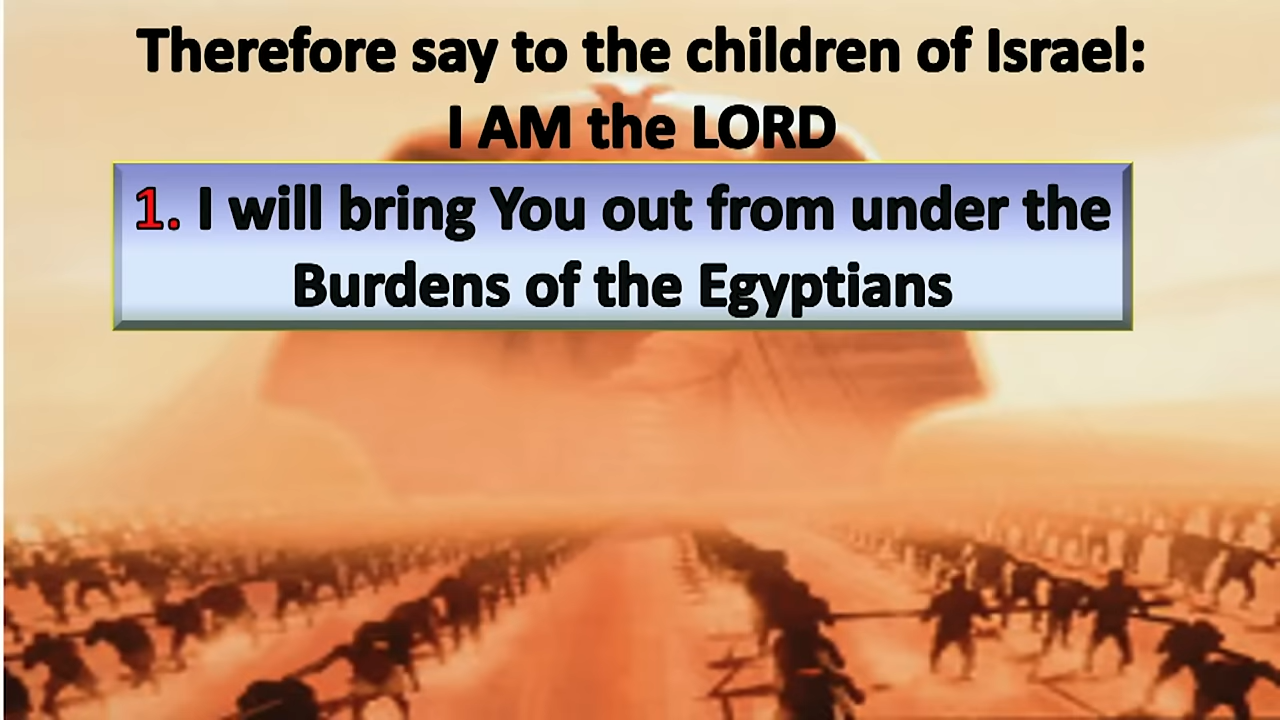 Therefore say to the children of Israel:
I AM the LORD
1. I will bring You out from under the
Burdens of the Egyptians